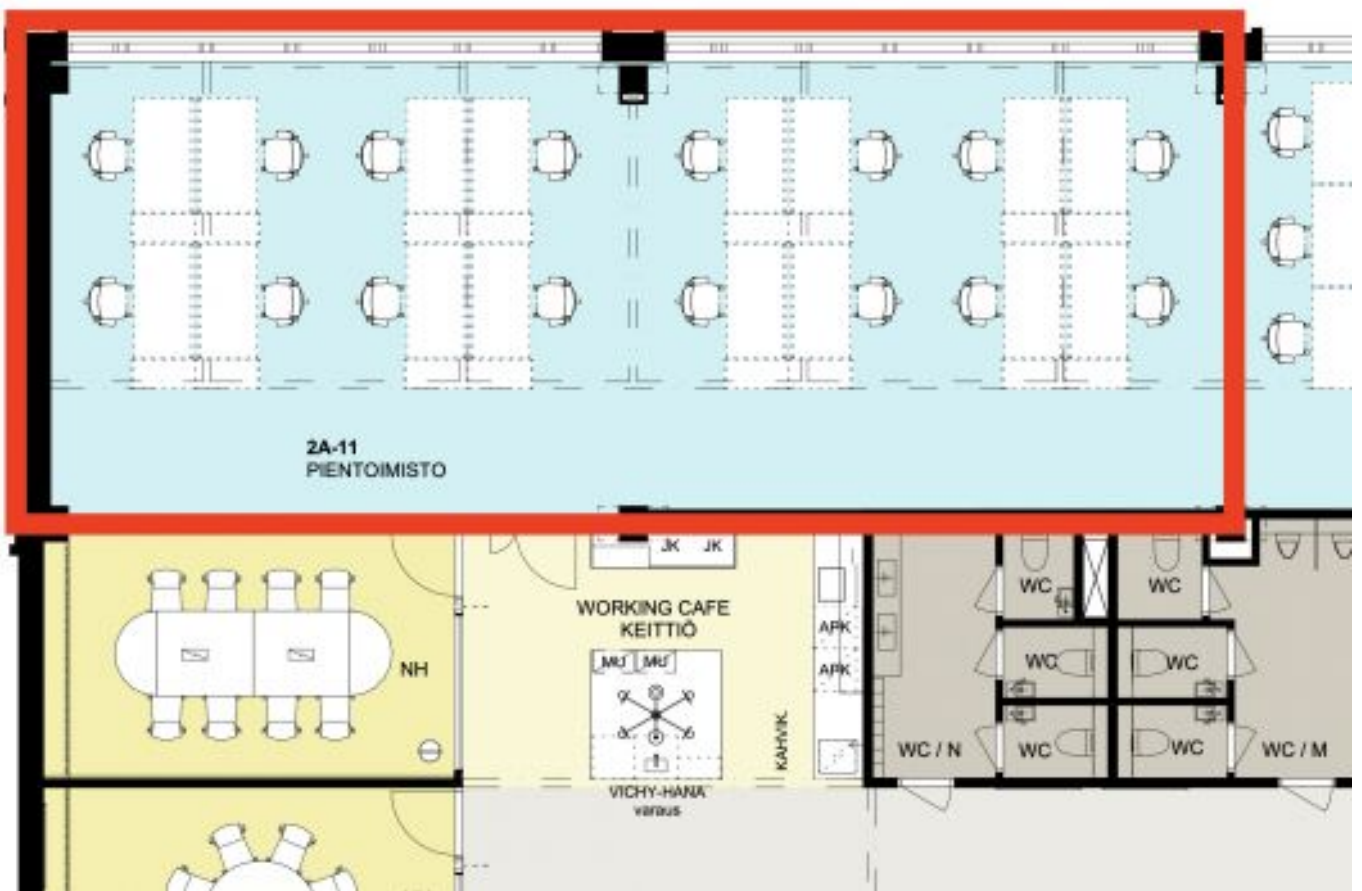 2A-11
PIENTOIMISTO
JK JK
WC
WC
WORKING CAFE
KEITTIÖ
APK
MU MU
NH
APK
WC
WC
KAHVIK.
WC / N
WC
WC
WC / M
VICHY-HANA
varaus